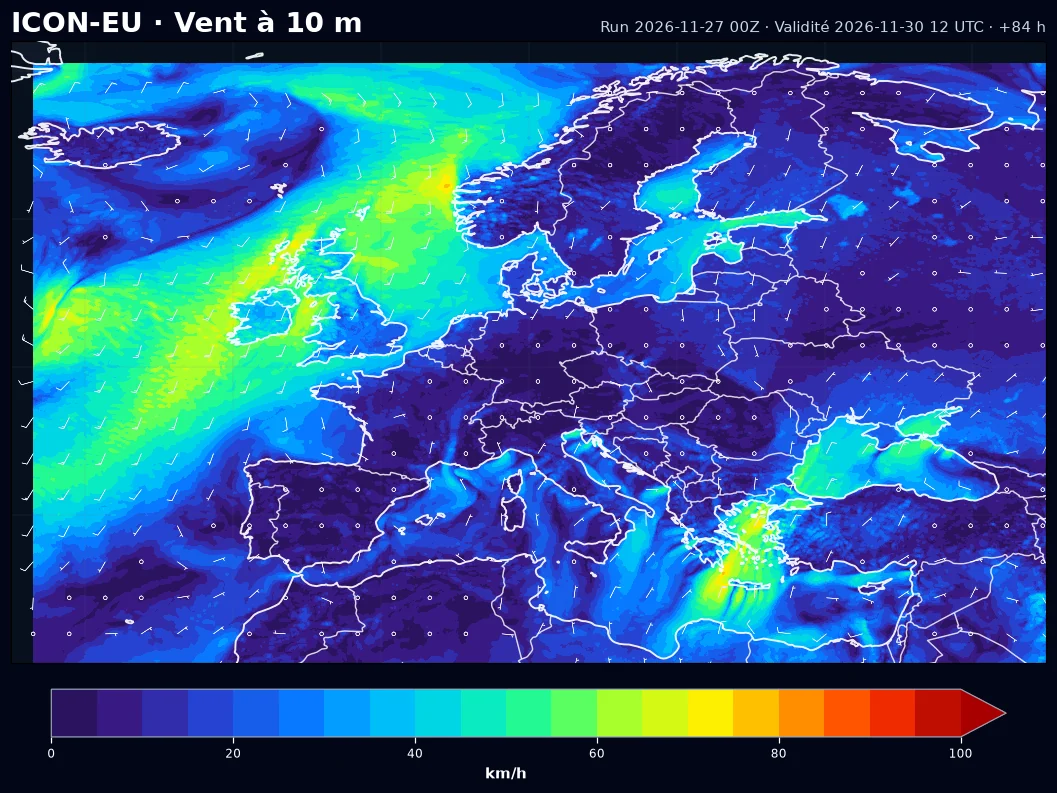 ICON-EU · Vent à 10 m
Run 2026-11-27 00Z · Validité 2026-11-30 12 UTC · +84 h
0 20 40 60 80 100
km/h